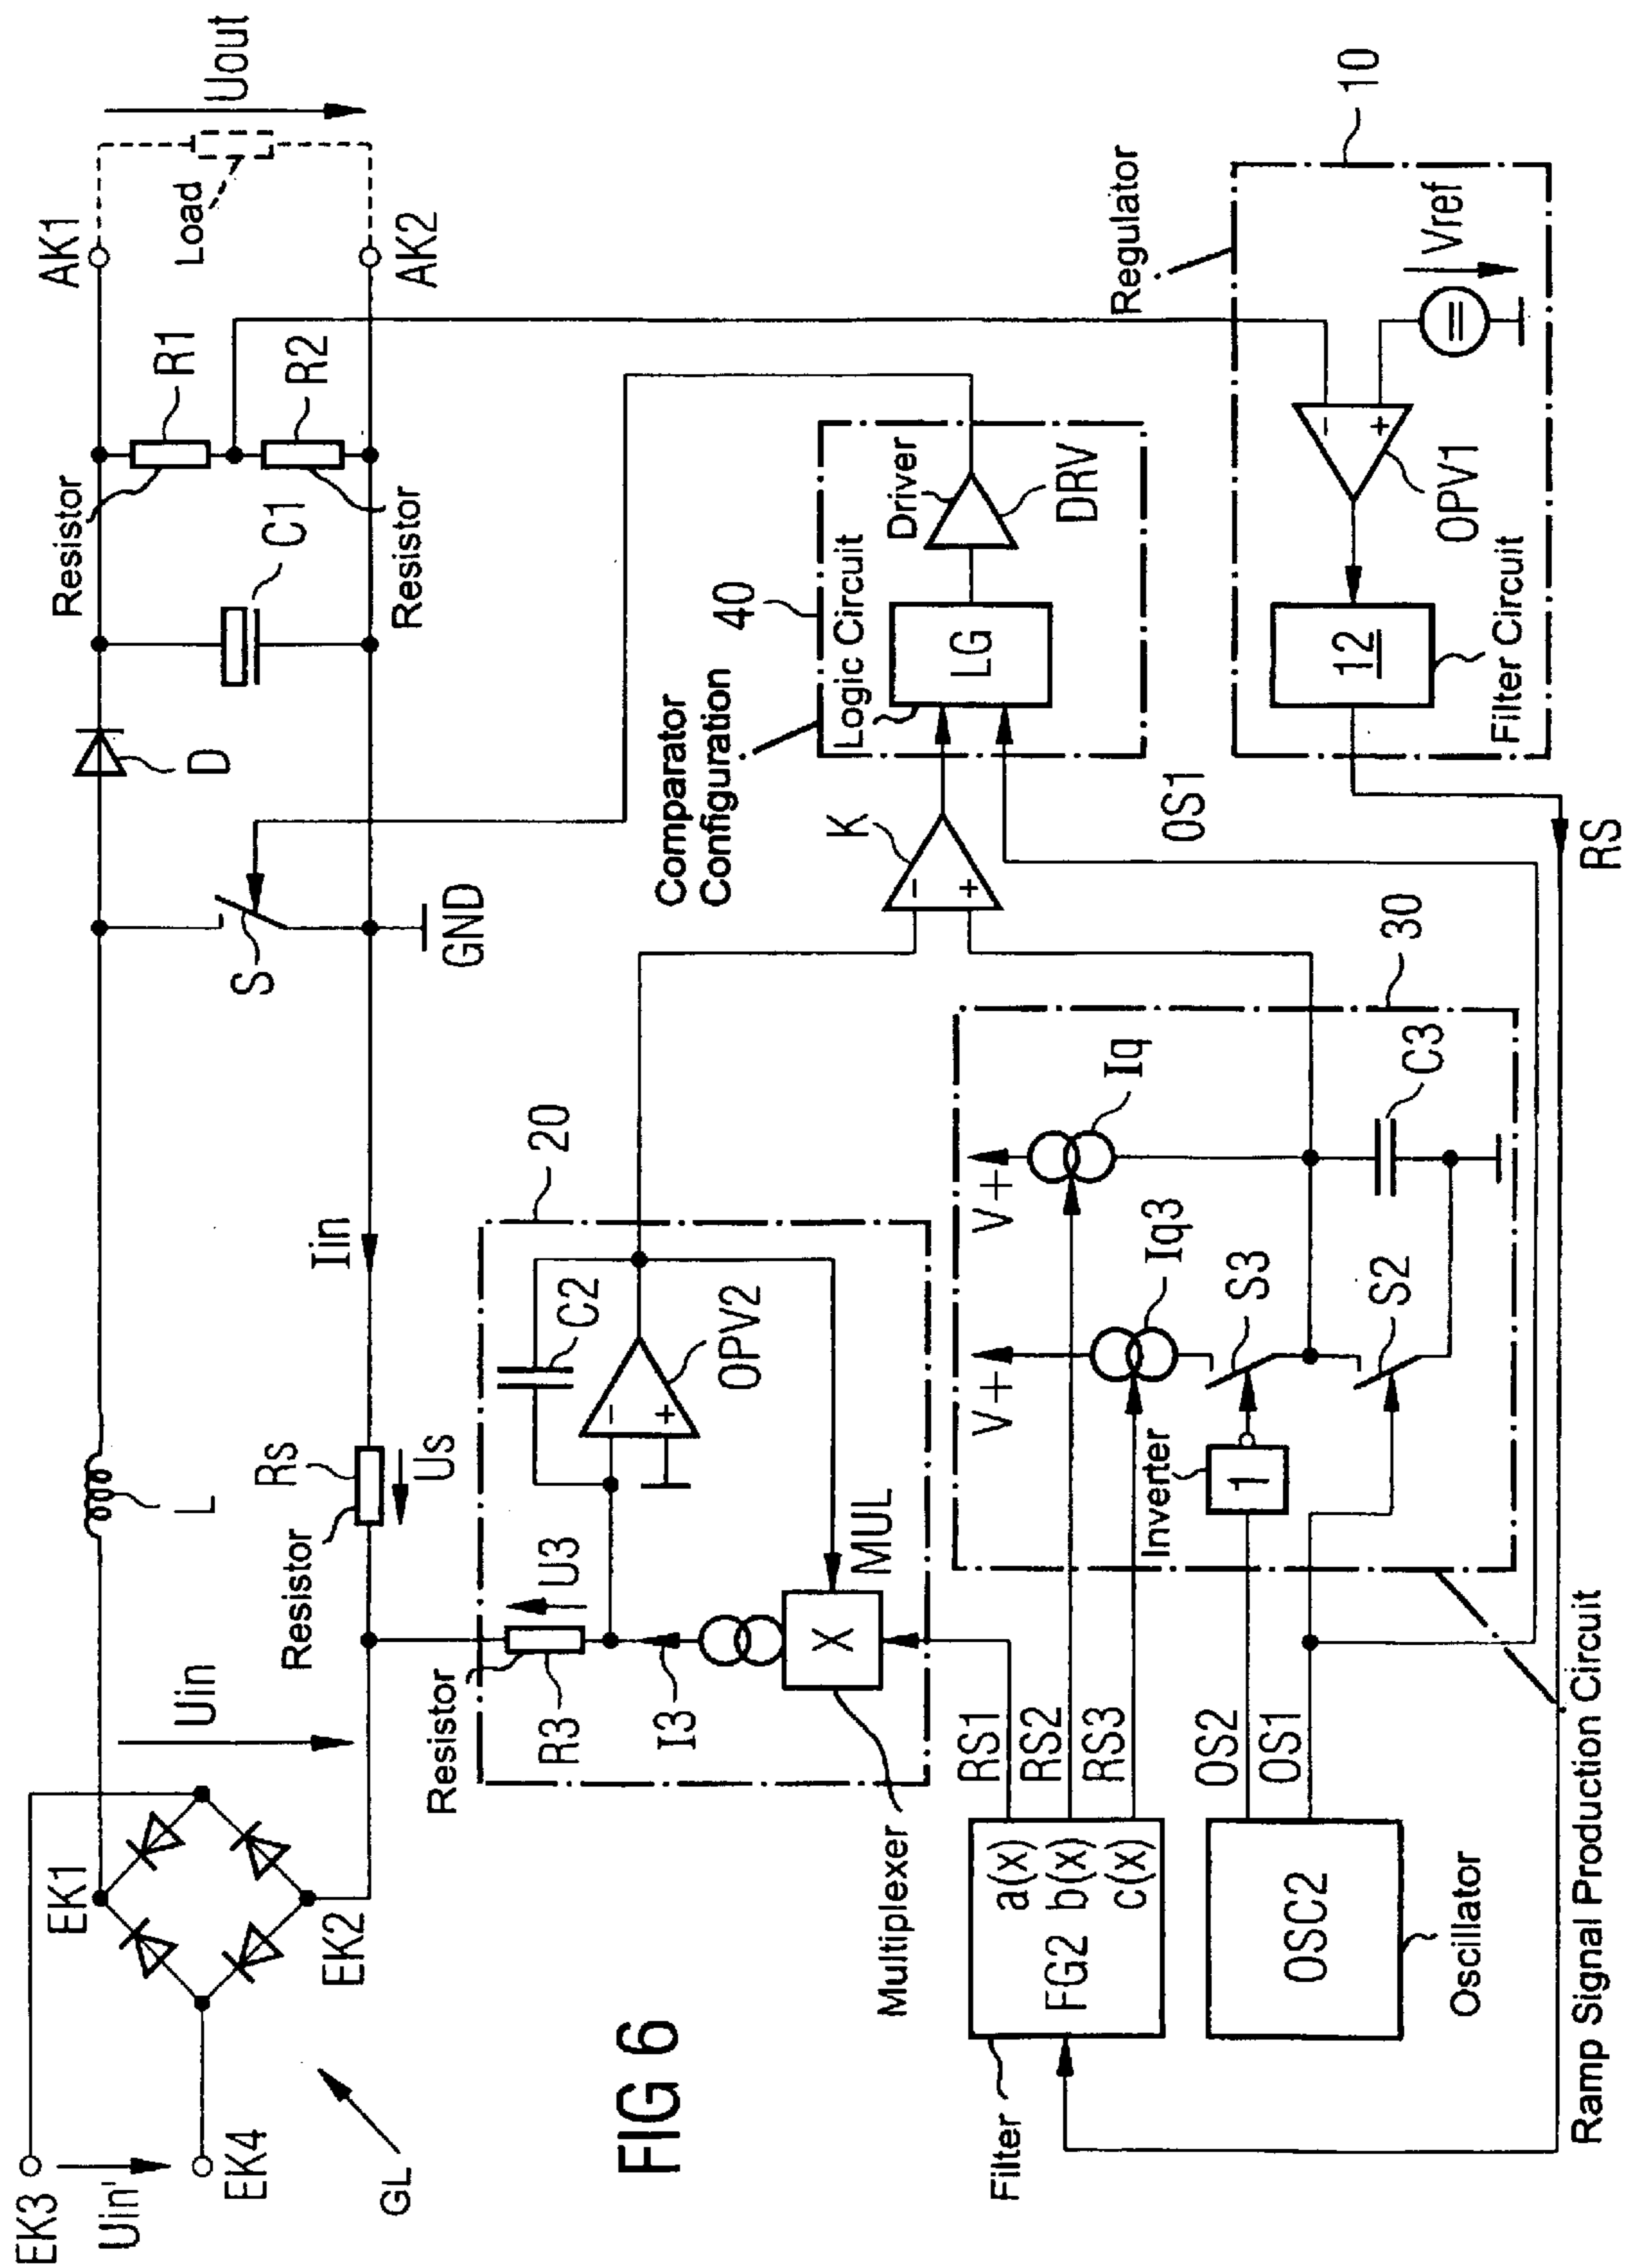 EK3
Uin'
EK4
GL
EK1
EK2
Uin
L
Resistor
Rs
Us
Iin
S
GND
D
C1
Resistor
R1
Resistor
R2
AK1
Load
AK2
Uout
FIG 6
20
Resistor
R3
U3
I3
C2
-
+
OPV2
X
MUL
Multiplexer
Comparator
Configuration
40
K
-
+
Logic Circuit
LG
Driver
DRV
OS1
Regulator
10
Vref
=
-
+
OPV1
12
Filter Circuit
RS
Filter
FG2
a(x)
b(x)
c(x)
RS1
RS2
RS3
OSC2
Oscillator
OS2
OS1
Inverter
1
V+
Iq3
V+
Iq
S3
S2
C3
30
Ramp Signal Production Circuit